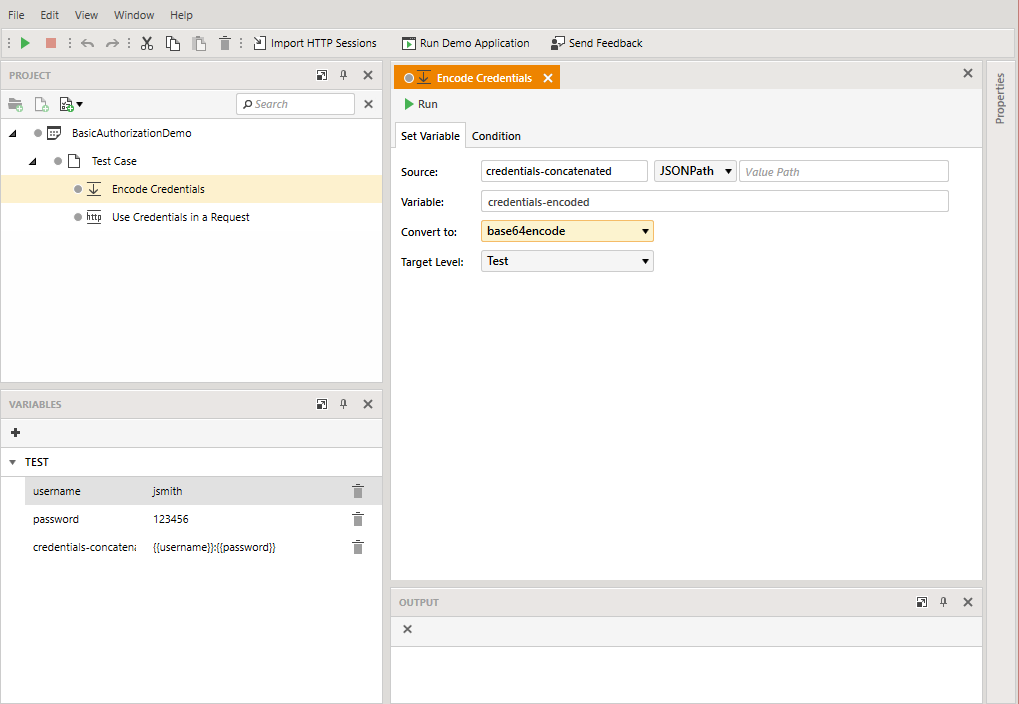 File Edit View Window Help
Import HTTP Sessions Run Demo Application Send Feedback
PROJECT
Search
BasicAuthorizationDemo
Test Case
Encode Credentials
http Use Credentials in a Request
VARIABLES
TEST
username jsmith
password 123456
credentials-concatena {{username}}:{{password}}
Encode Credentials
Run
Set Variable Condition
Source: credentials-concatenated JSONPath Value Path
Variable: credentials-encoded
Convert to: base64encode
Target Level: Test
OUTPUT
Properties